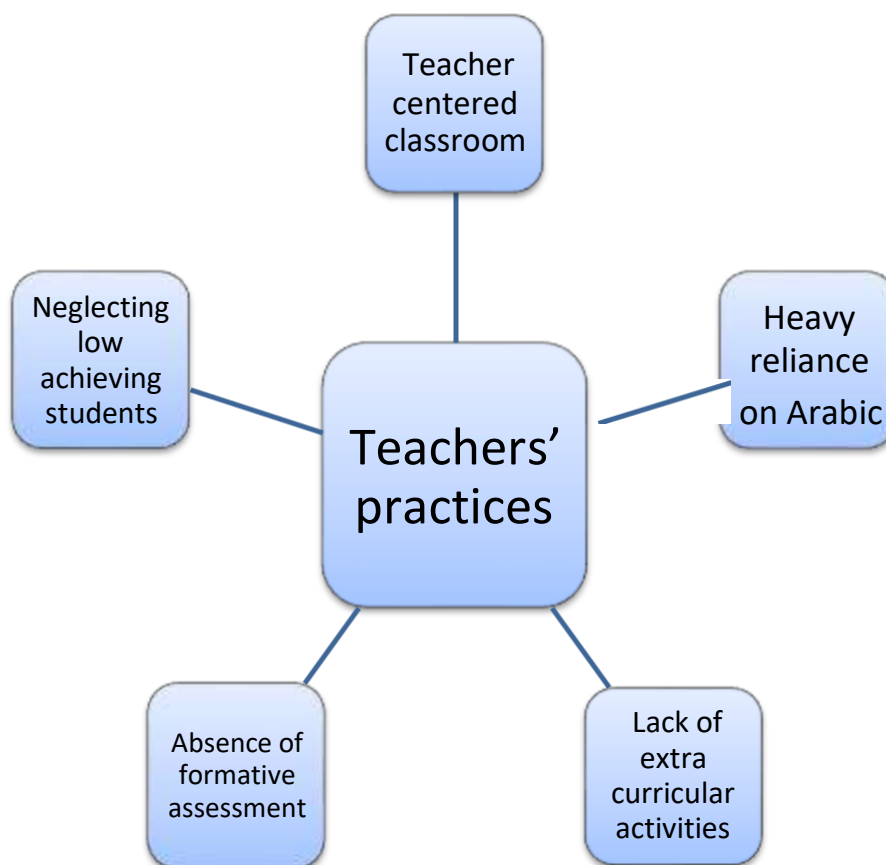 Teacher
centered
classroom
Neglecting
low
achieving
students
Heavy
reliance
on Arabic
Teachers’
practices
Absence of
formative
assessment
Lack of
extra
curricular
activities